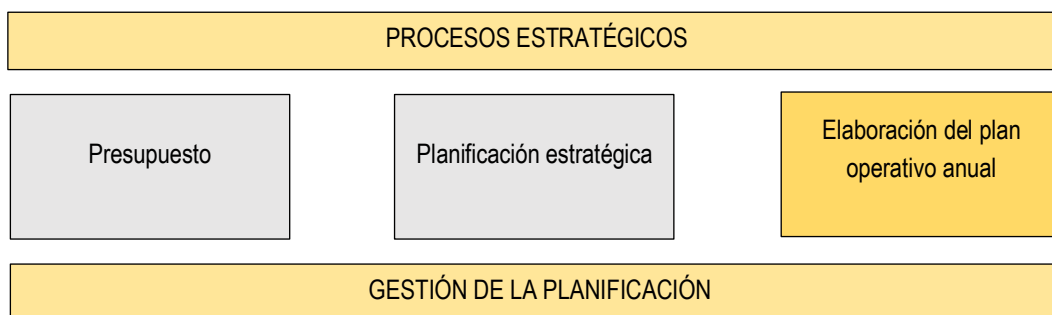 PROCESOS ESTRATÉGICOS
Presupuesto
Planificación estratégica
Elaboración del plan
operativo anual
GESTIÓN DE LA PLANIFICACIÓN